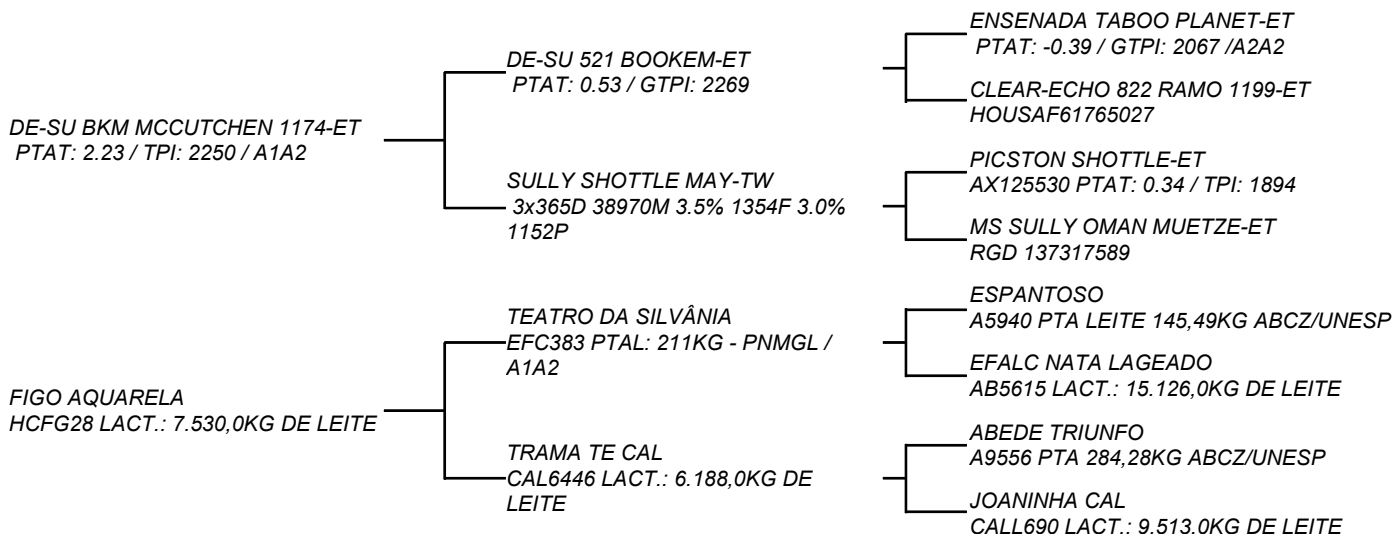 ENSENADA TABOO PLANET-ET
PTAT: -0.39 / GTPI: 2067 /A2A2
DE-SU 521 BOOKEM-ET
PTAT: 0.53 / GTPI: 2269
CLEAR-ECHO 822 RAMO 1199-ET
HOUSAF61765027
DE-SU BKM MCCUTCHEN 1174-ET
PTAT: 2.23 / TPI: 2250 / A1A2
PICSTON SHOTTLE-ET
AX125530 PTAT: 0.34 / TPI: 1894
SULLY SHOTTLE MAY-TW
3x365D 38970M 3.5% 1354F 3.0%
1152P
MS SULLY OMAN MUETZE-ET
RGD 137317589
ESPANTOSO
A5940 PTA LEITE 145,49KG ABCZ/UNESP
TEATRO DA SILVÂNIA
EFC383 PTAL: 211KG - PNMGL /
A1A2
EFALC NATA LAGEADO
AB5615 LACT.: 15.126,0KG DE LEITE
FIGO AQUARELA
HCFG28 LACT.: 7.530,0KG DE LEITE
ABEDE TRIUNFO
A9556 PTA 284,28KG ABCZ/UNESP
TRAMA TE CAL
CAL6446 LACT.: 6.188,0KG DE
LEITE
JOANINHA CAL
CALL690 LACT.: 9.513,0KG DE LEITE